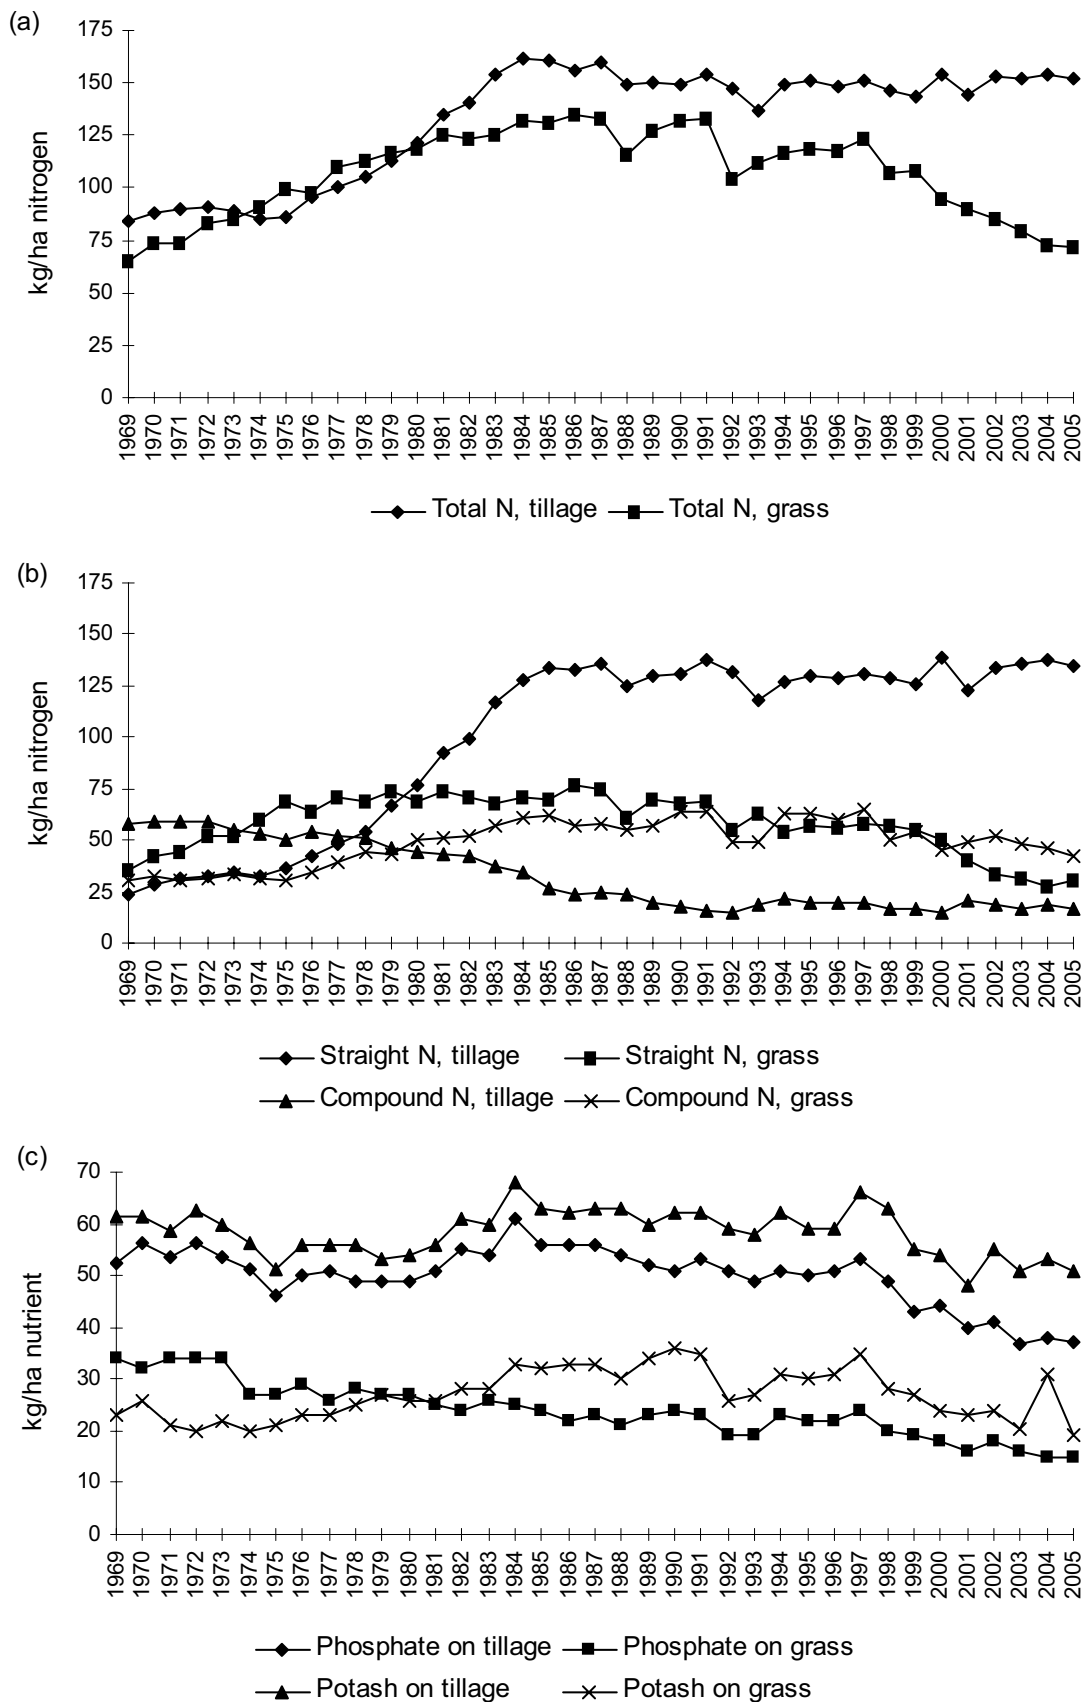 (a)
kg/ha nitrogen
175
150
125
100
75
50
25
0
1969 1970 1971 1972 1973 1974 1975 1976 1977 1978 1979 1980 1981 1982 1983 1984 1985 1986 1987 1988 1989 1990 1991 1992 1993 1994 1995 1996 1997 1998 1999 2000 2001 2002 2003 2004 2005
Total N, tillage Total N, grass
(b)
kg/ha nitrogen
175
150
125
100
75
50
25
0
1969 1970 1971 1972 1973 1974 1975 1976 1977 1978 1979 1980 1981 1982 1983 1984 1985 1986 1987 1988 1989 1990 1991 1992 1993 1994 1995 1996 1997 1998 1999 2000 2001 2002 2003 2004 2005
Straight N, tillage Straight N, grass
Compound N, tillage Compound N, grass
(c)
kg/ha nutrient
70
60
50
40
30
20
10
0
1969 1970 1971 1972 1973 1974 1975 1976 1977 1978 1979 1980 1981 1982 1983 1984 1985 1986 1987 1988 1989 1990 1991 1992 1993 1994 1995 1996 1997 1998 1999 2000 2001 2002 2003 2004 2005
Phosphate on tillage Phosphate on grass
Potash on tillage Potash on grass